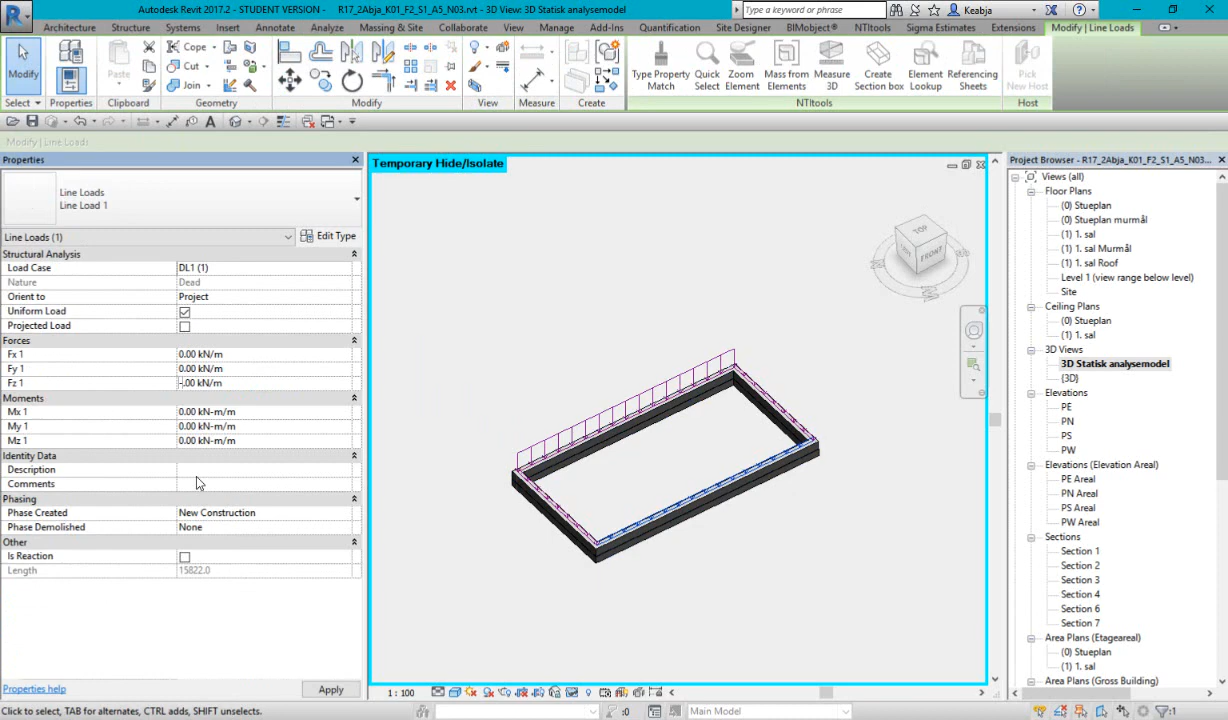 Autodesk Revit 2017.2 - STUDENT VERSION - R17_2Abja_K01_F2_S1_A5_N03.rvt - 3D View: 3D Statisk analysemodel
Type a keyword or phrase
Keabja
Architecture Structure Systems Insert Annotate Analyze Massing & Site Collaborate View Manage Add-Ins Quantification Site Designer BIMobject® NTItools Sigma Estimates Extensions Modify | Line Loads
Modify
Paste
Cope
Cut
Join
Type Property Match
Quick Select
Zoom Element
Mass from Elements
Measure 3D
Create Section box
Element Lookup
Referencing Sheets
Pick New Host
Select Properties Clipboard Geometry Modify View Measure Create NTItools Host
Modify | Line Loads
Properties
Line Loads
Line Load 1
Line Loads (1)
Edit Type
Structural Analysis
Load Case DL1 (1)
Nature Dead
Orient to Project
Uniform Load
Projected Load
Forces
Fx 1 0.00 kN/m
Fy 1 0.00 kN/m
Fz 1 -.00 kN/m
Moments
Mx 1 0.00 kN-m/m
My 1 0.00 kN-m/m
Mz 1 0.00 kN-m/m
Identity Data
Description
Comments
Phasing
Phase Created New Construction
Phase Demolished None
Other
Is Reaction
Length 15822.0
Properties help
Apply
Temporary Hide/Isolate
TOP
FRONT
1 : 100
Project Browser - R17_2Abja_K01_F2_S1_A5_N03...
Views (all)
Floor Plans
(0) Stueplan
(0) Stueplan murmål
(1) 1. sal
(1) 1. sal Murmål
(1) 1. sal Roof
Level 1 (view range below level)
Site
Ceiling Plans
(0) Stueplan
(1) 1. sal
3D Views
3D Statisk analysemodel
{3D}
Elevations
PE
PN
PS
PW
Elevations (Elevation Areal)
PE Areal
PN Areal
PS Areal
PW Areal
Sections
Section 1
Section 2
Section 3
Section 4
Section 6
Section 7
Area Plans (Etageareal)
(0) Stueplan
(1) 1. sal
Area Plans (Gross Building)
Click to select, TAB for alternates, CTRL adds, SHIFT unselects.
:0
Main Model
:1